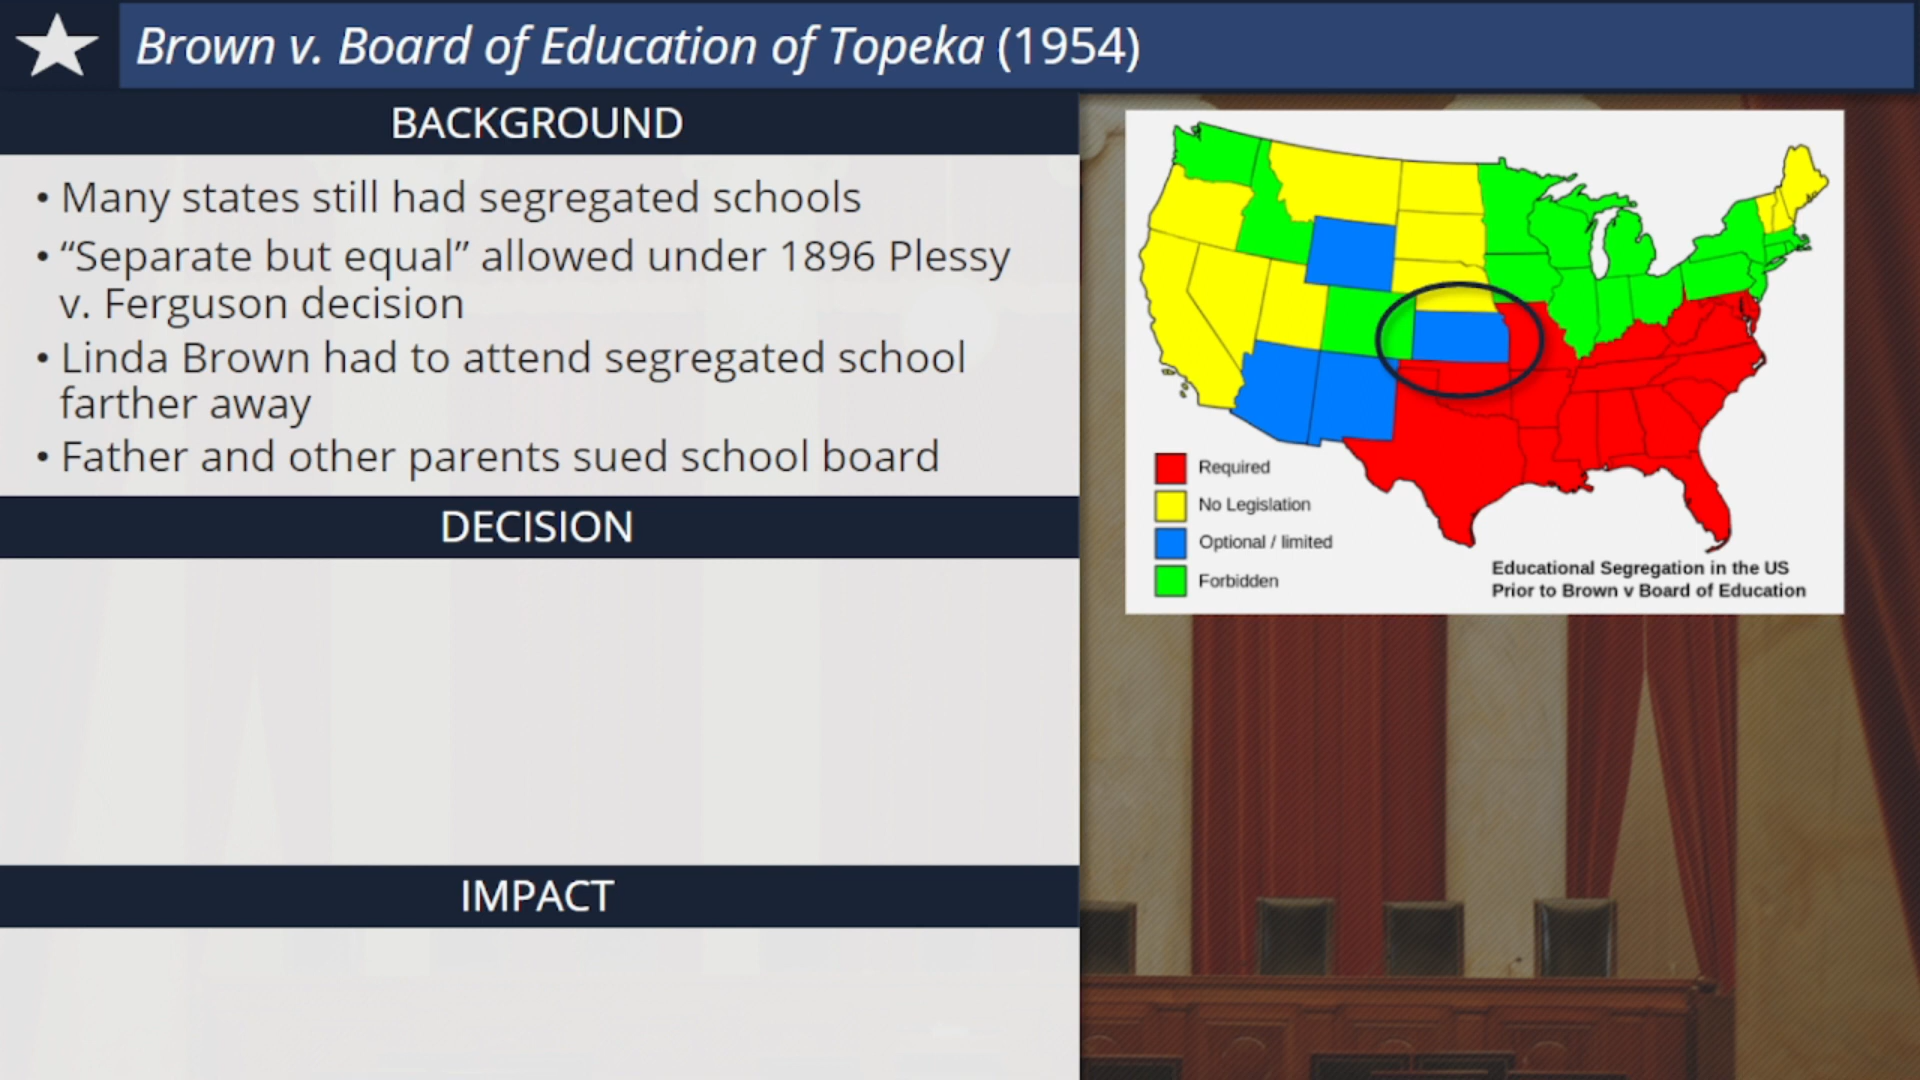 Brown v. Board of Education of Topeka (1954)
BACKGROUND
• Many states still had segregated schools
• “Separate but equal” allowed under 1896 Plessy
v. Ferguson decision
• Linda Brown had to attend segregated school
farther away
• Father and other parents sued school board
DECISION
IMPACT
Required
No Legislation
Optional / limited
Forbidden
Educational Segregation in the US
Prior to Brown v Board of Education